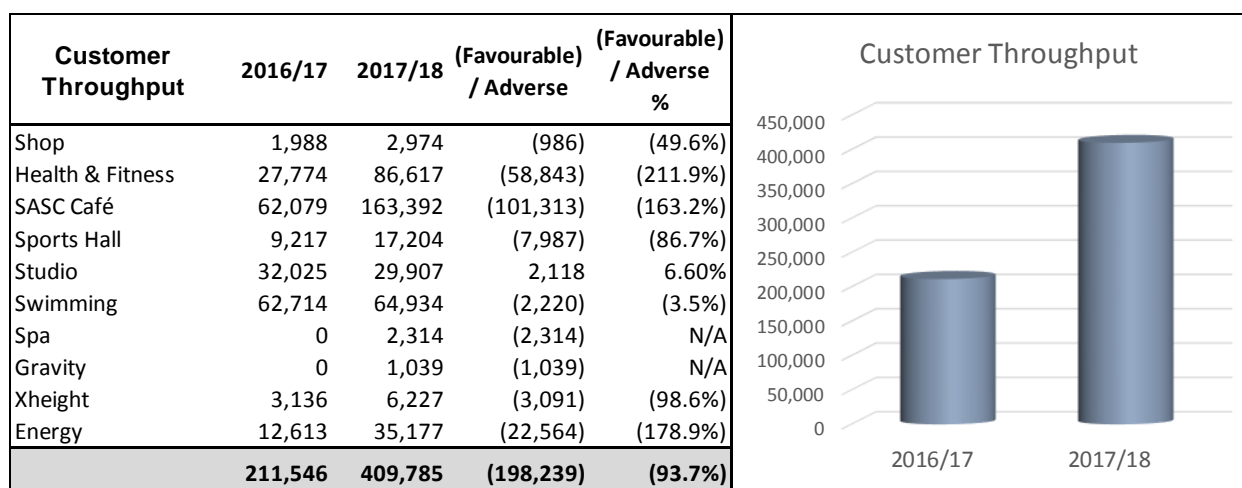 Customer Throughput 2016/17 2017/18 (Favourable) / Adverse (Favourable) / Adverse %
Shop 1,988 2,974 (986) (49.6%)
Health & Fitness 27,774 86,617 (58,843) (211.9%)
SASC Café 62,079 163,392 (101,313) (163.2%)
Sports Hall 9,217 17,204 (7,987) (86.7%)
Studio 32,025 29,907 2,118 6.60%
Swimming 62,714 64,934 (2,220) (3.5%)
Spa 0 2,314 (2,314) N/A
Gravity 0 1,039 (1,039) N/A
Xheight 3,136 6,227 (3,091) (98.6%)
Energy 12,613 35,177 (22,564) (178.9%)
211,546 409,785 (198,239) (93.7%)
Customer Throughput
450,000
400,000
350,000
300,000
250,000
200,000
150,000
100,000
50,000
0
2016/17 2017/18